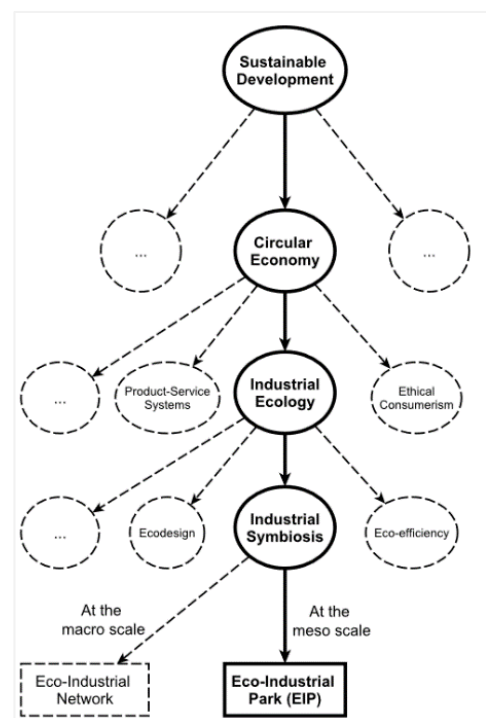 Sustainable
Development
...
Circular
Economy
...
...
Product-Service
Systems
Industrial
Ecology
Ethical
Consumerism
...
Ecodesign
Industrial
Symbiosis
Eco-efficiency
At the
macro scale
At the
meso scale
Eco-Industrial
Network
Eco-Industrial
Park (EIP)